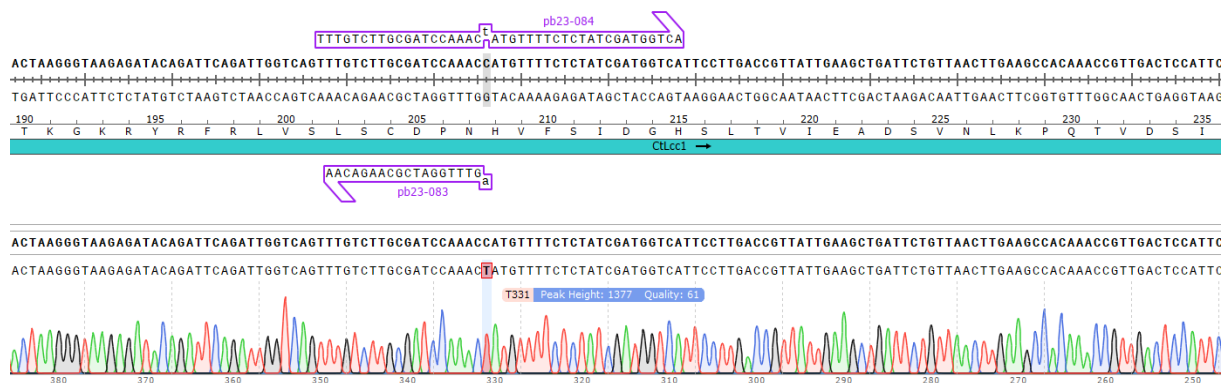 pb23-084
t
TTTGTCTTGCGATCCAAAC ATGTTTTCTCTATCGATGGTCA
ACTAAGGGTAAGAGATACAGATTCAGATTGGTCAGTTTGTCTTGCGATCCAAACCATGTTTTCTCTATCGATGGTCATTCCTTGACCGTTATTGAAGCTGATTCTGTTAACTTGAAGCCACAAACCGTTGACTCCATTC
TGATTCCCATTCTCTATGTCTAAGTCTAACCAGTCAAACAGAACGCTAGGTTTGGTACAAAAGAGATAGCTACCAGTAAGGAACTGGCAATAACTTCGACTAAGACAATTGAACTTCGGTGTTTGGCAACTGAGGTAAG
190 195 200 205 210 215 220 225 230 235
T K G K R Y R F R L V S L S C D P N H V F S I D G H S L T V I E A D S V N L K P Q T V D S I
CtLcc1
AACAGAACGCTAGGTTTG
a
pb23-083
ACTAAGGGTAAGAGATACAGATTCAGATTGGTCAGTTTGTCTTGCGATCCAAACCATGTTTTCTCTATCGATGGTCATTCCTTGACCGTTATTGAAGCTGATTCTGTTAACTTGAAGCCACAAACCGTTGACTCCATTC
ACTAAGGGTAAGAGATACAGATTCAGATTGGTCAGTTTGTCTTGCGATCCAAACTATGTTTTCTCTATCGATGGTCATTCCTTGACCGTTATTGAAGCTGATTCTGTTAACTTGAAGCCACAAACCGTTGACTCCATTC
T331 Peak Height: 1377 Quality: 61
380 370 360 350 340 330 320 310 300 290 280 270 260 250